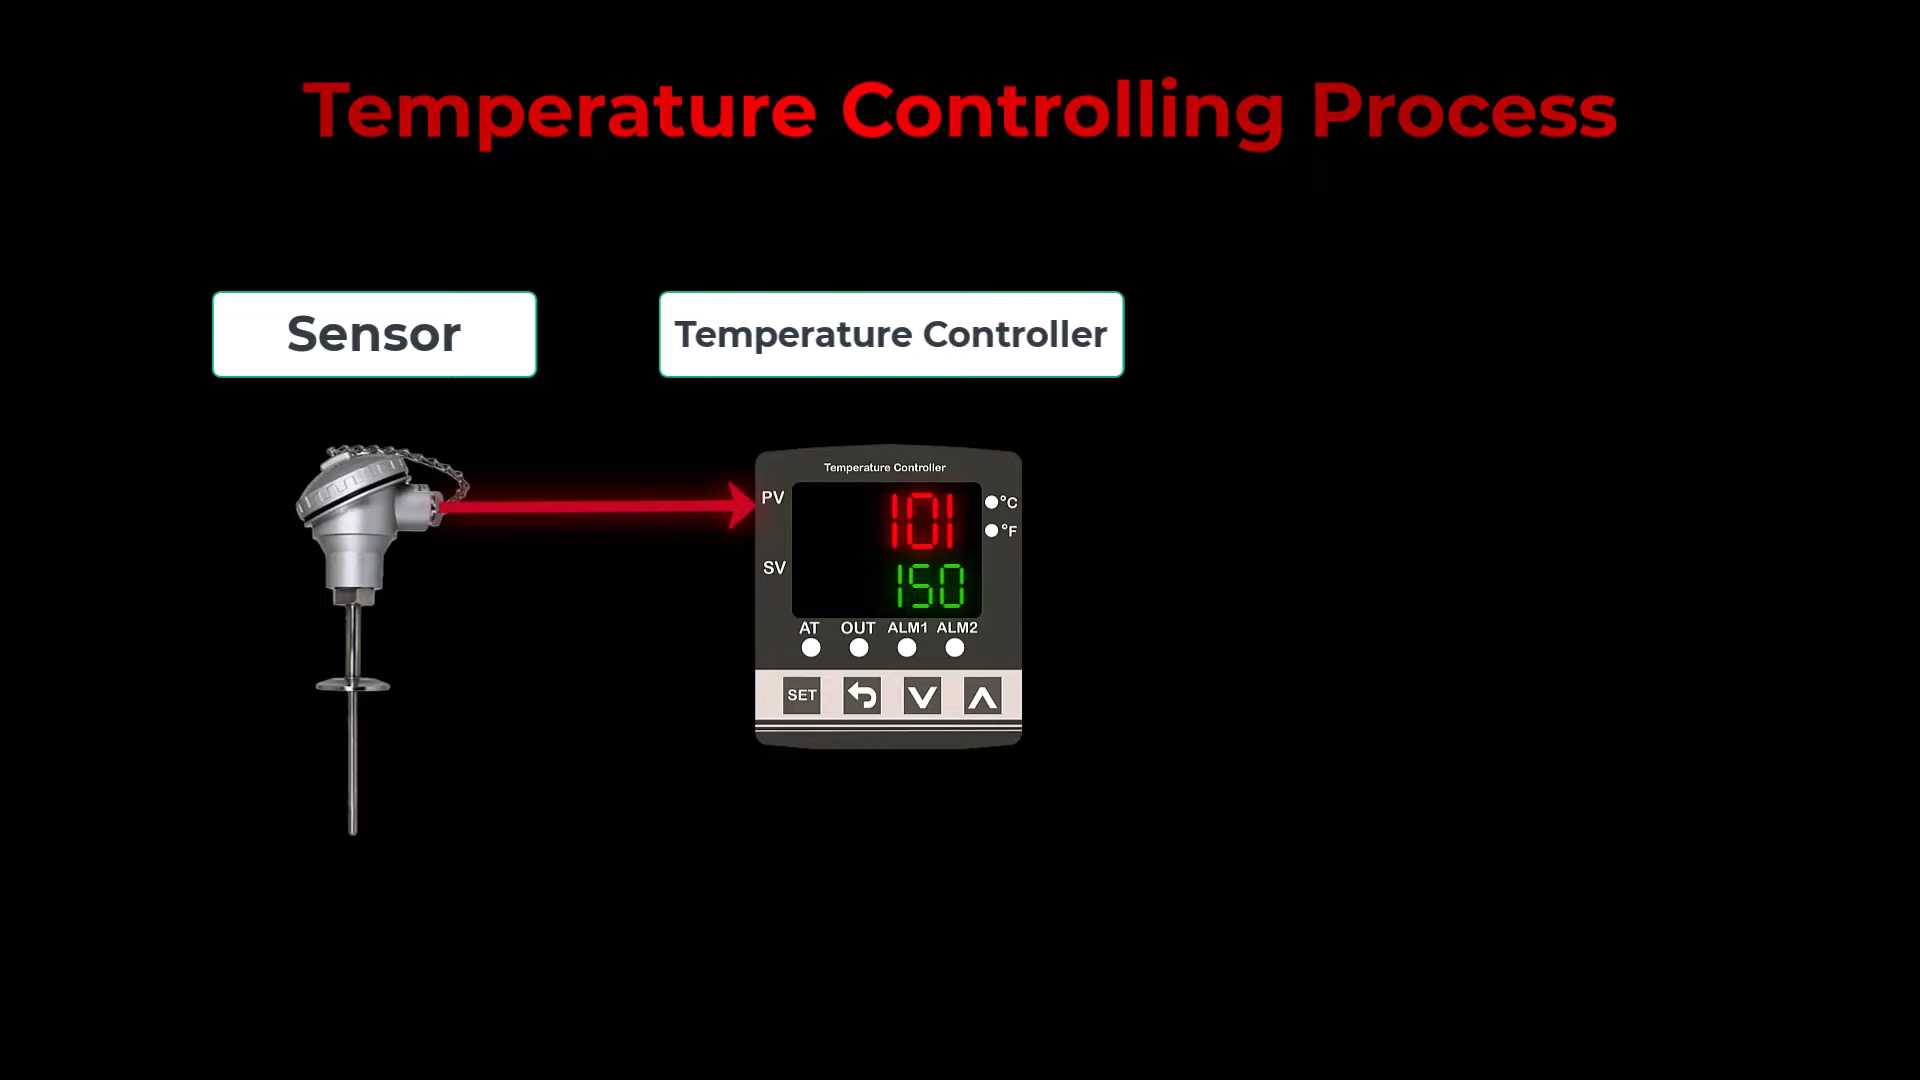 Temperature Controlling Process
Sensor
Temperature Controller
Temperature Controller
PV
101
°C
°F
SV
150
AT OUT ALM1 ALM2
SET